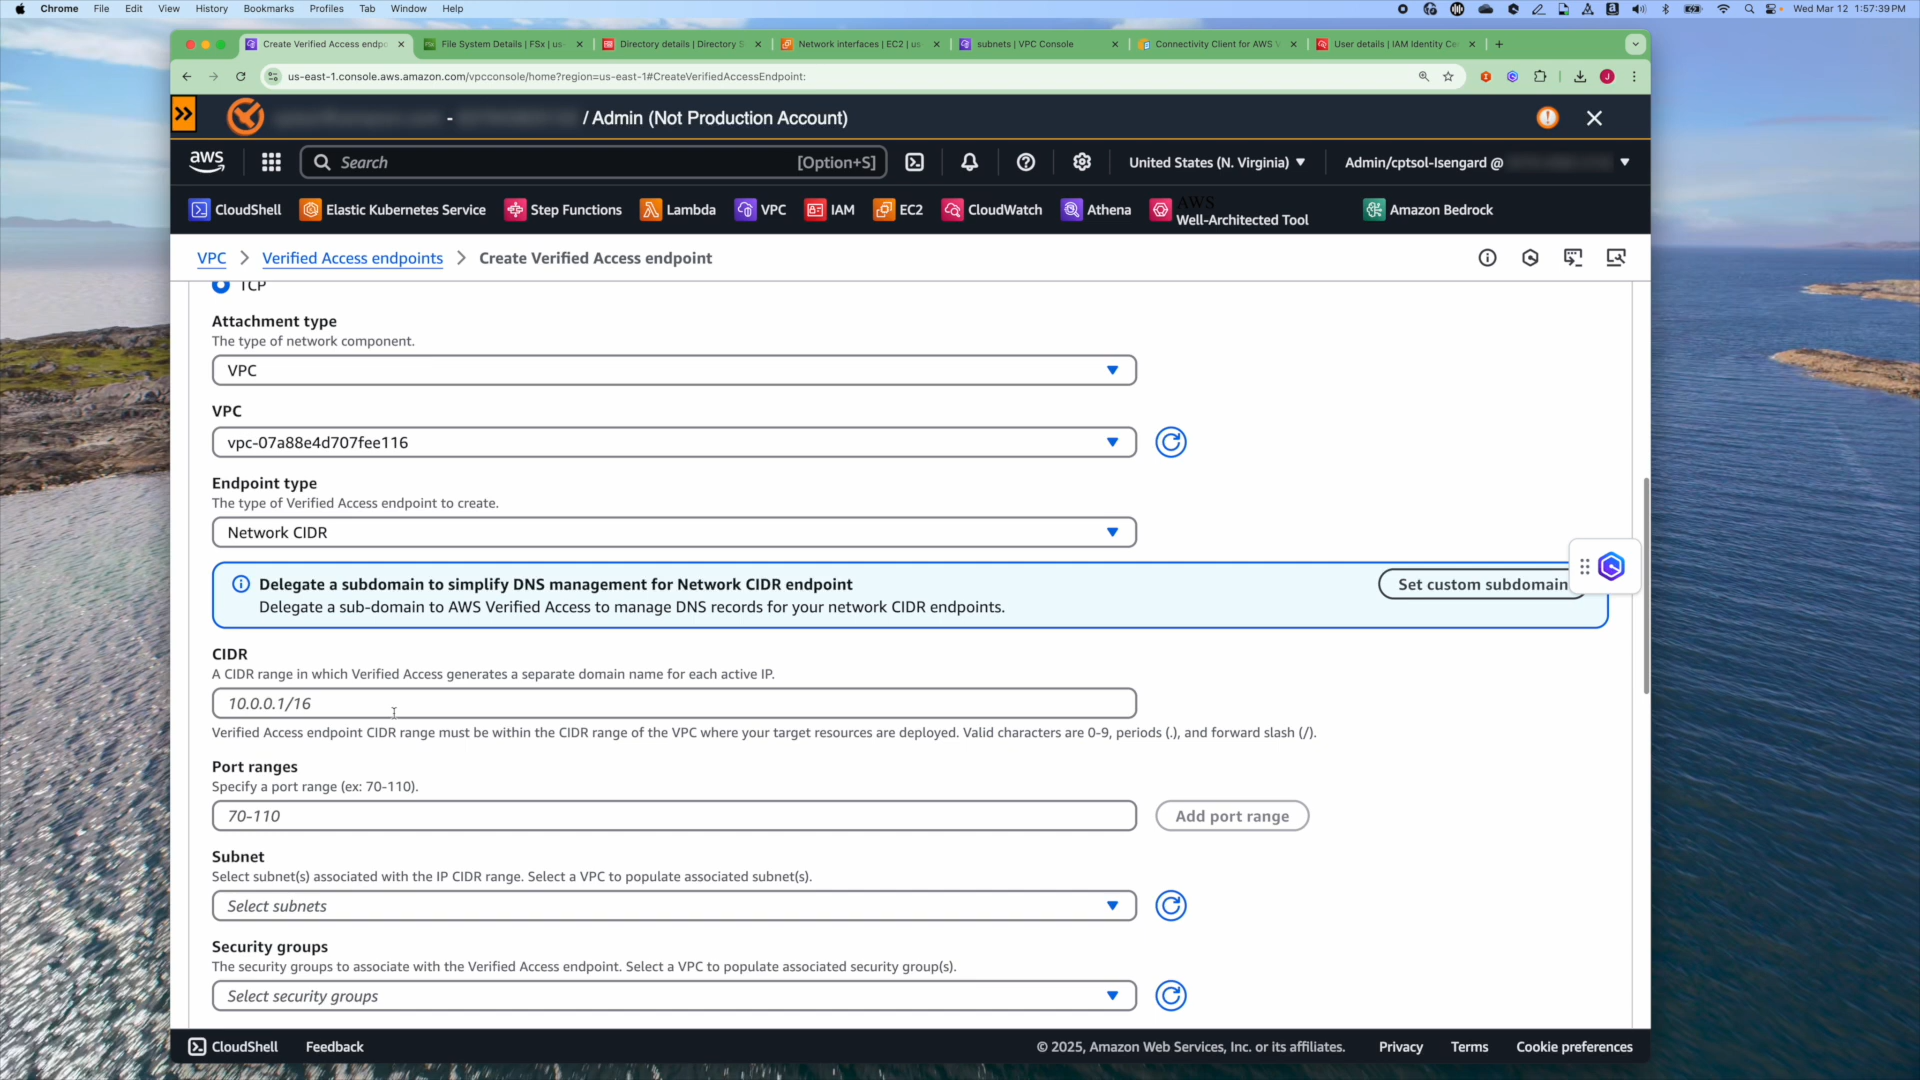 Chrome File Edit View History Bookmarks Profiles Tab Window Help Wed Mar 12 1:57:39 PM
Create Verified Access endpo File System Details | FSx | us- Directory details | Directory S Network interfaces | EC2 | us subnets | VPC Console Connectivity Client for AWS V User details | IAM Identity Ce
us-east-1.console.aws.amazon.com/vpcconsole/home?region=us-east-1#CreateVerifiedAccessEndpoint:
- / Admin (Not Production Account)
aws Search [Option+S] United States (N. Virginia) Admin/cptsol-Isengard @
CloudShell Elastic Kubernetes Service Step Functions Lambda VPC IAM EC2 CloudWatch Athena AWS Well-Architected Tool Amazon Bedrock
VPC > Verified Access endpoints > Create Verified Access endpoint
TCP
Attachment type
The type of network component.
VPC
VPC
vpc-07a88e4d707fee116
Endpoint type
The type of Verified Access endpoint to create.
Network CIDR
Delegate a subdomain to simplify DNS management for Network CIDR endpoint
Delegate a sub-domain to AWS Verified Access to manage DNS records for your network CIDR endpoints.
Set custom subdomain
CIDR
A CIDR range in which Verified Access generates a separate domain name for each active IP.
10.0.0.1/16
Verified Access endpoint CIDR range must be within the CIDR range of the VPC where your target resources are deployed. Valid characters are 0-9, periods (.), and forward slash (/).
Port ranges
Specify a port range (ex: 70-110).
70-110 Add port range
Subnet
Select subnet(s) associated with the IP CIDR range. Select a VPC to populate associated subnet(s).
Select subnets
Security groups
The security groups to associate with the Verified Access endpoint. Select a VPC to populate associated security group(s).
Select security groups
CloudShell Feedback © 2025, Amazon Web Services, Inc. or its affiliates. Privacy Terms Cookie preferences